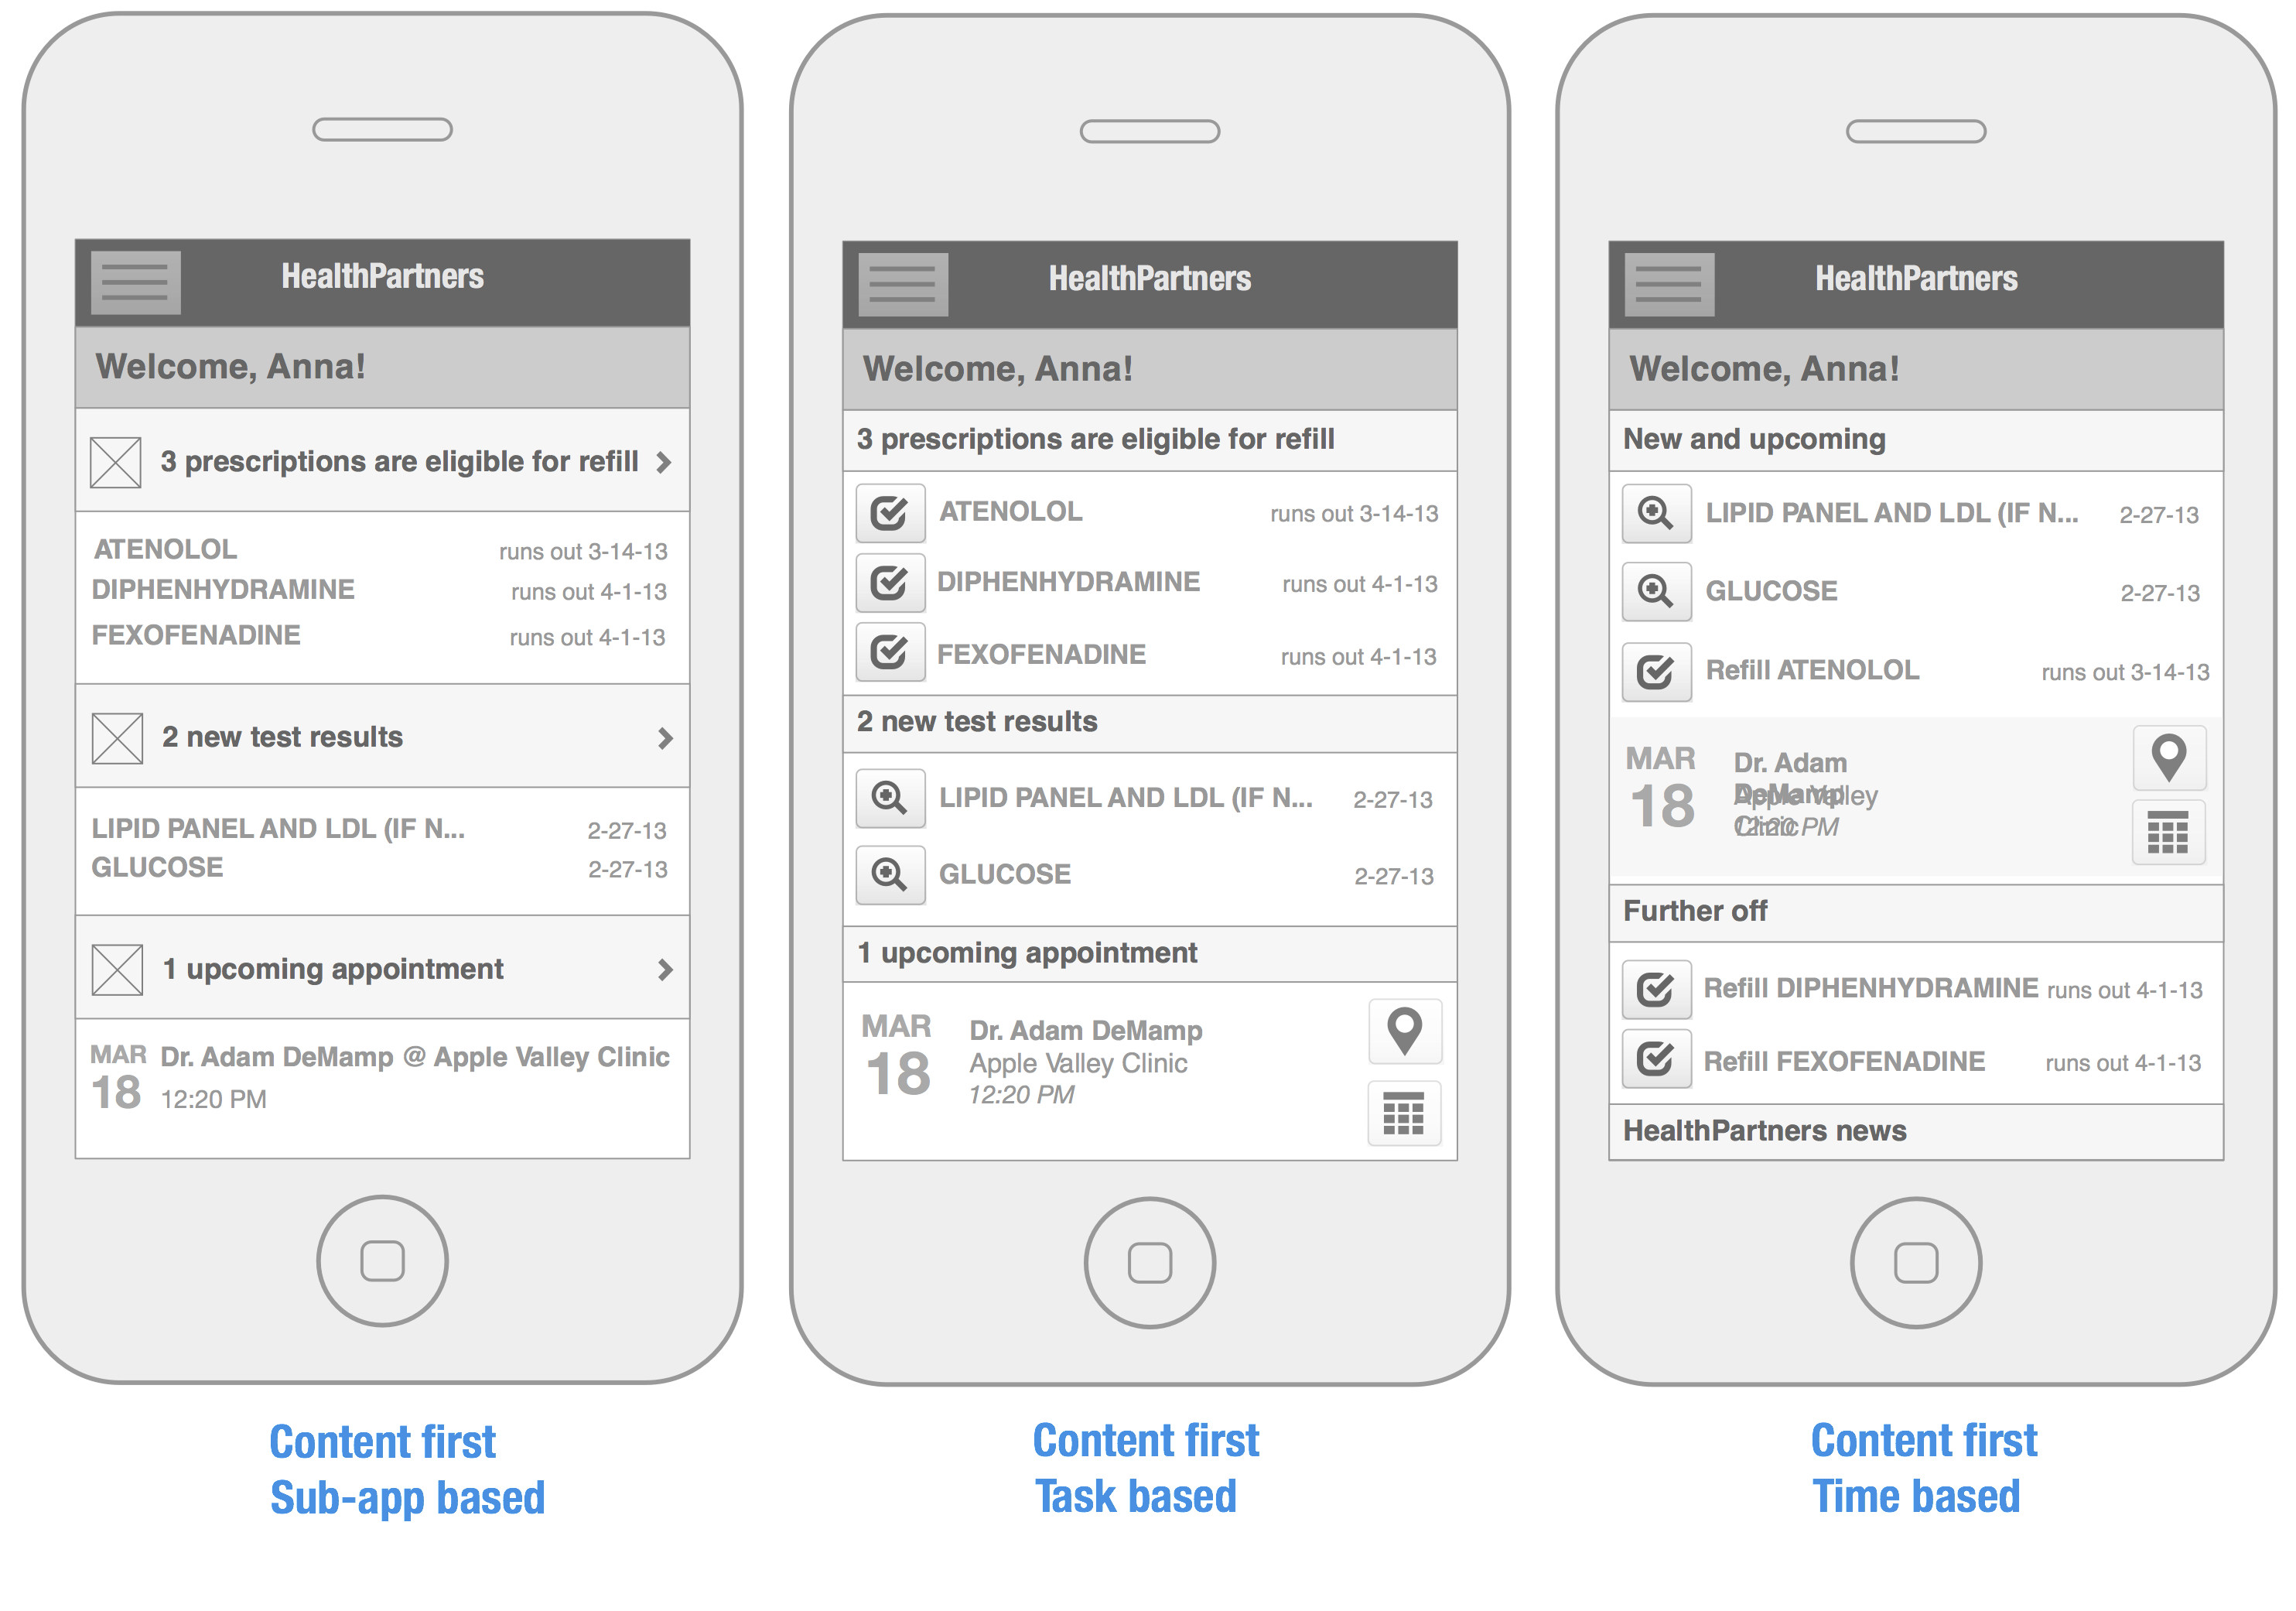 HealthPartners
Welcome, Anna!
3 prescriptions are eligible for refill
ATENOLOL runs out 3-14-13
DIPHENHYDRAMINE runs out 4-1-13
FEXOFENADINE runs out 4-1-13
2 new test results
LIPID PANEL AND LDL (IF N... 2-27-13
GLUCOSE 2-27-13
1 upcoming appointment
MAR Dr. Adam DeMamp @ Apple Valley Clinic
18 12:20 PM
Content first
Sub-app based
HealthPartners
Welcome, Anna!
3 prescriptions are eligible for refill
ATENOLOL runs out 3-14-13
DIPHENHYDRAMINE runs out 4-1-13
FEXOFENADINE runs out 4-1-13
2 new test results
LIPID PANEL AND LDL (IF N... 2-27-13
GLUCOSE 2-27-13
1 upcoming appointment
MAR
18
Dr. Adam DeMamp
Apple Valley Clinic
12:20 PM
Content first
Task based
HealthPartners
Welcome, Anna!
New and upcoming
LIPID PANEL AND LDL (IF N... 2-27-13
GLUCOSE 2-27-13
Refill ATENOLOL runs out 3-14-13
MAR
18
Dr. Adam
DeMamp
Apple Valley
Clinic
12:20 PM
Further off
Refill DIPHENHYDRAMINE runs out 4-1-13
Refill FEXOFENADINE runs out 4-1-13
HealthPartners news
Content first
Time based